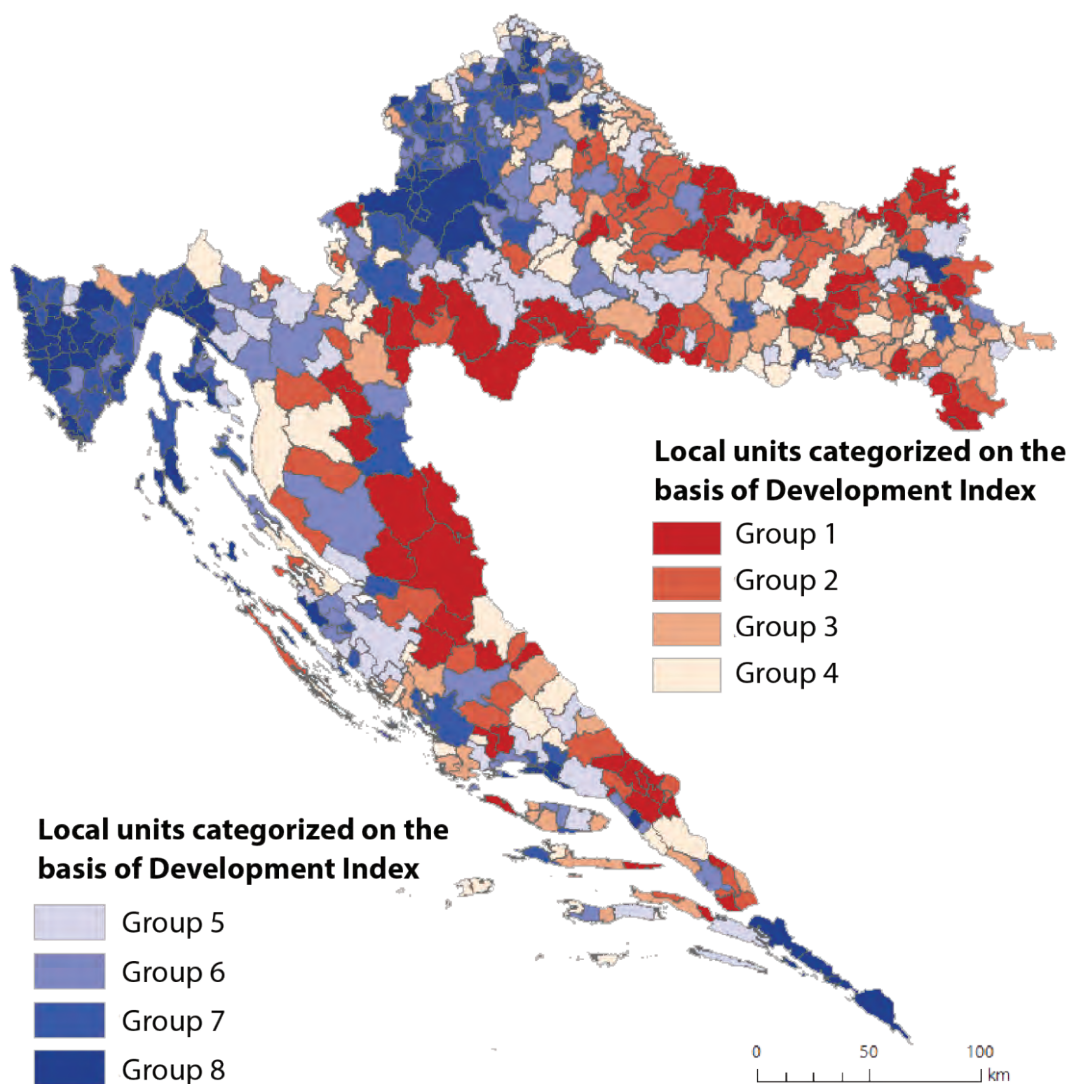 Local units categorized on the
basis of Development Index
Group 1
Group 2
Group 3
Group 4
Local units categorized on the
basis of Development Index
Group 5
Group 6
Group 7
Group 8
0 50 100
km